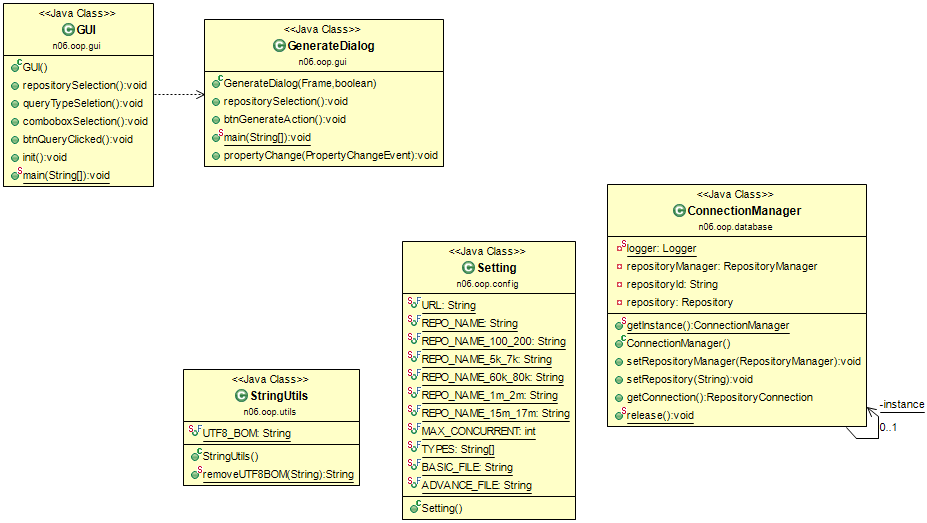 <<Java Class>>
GUI
n06.oop.gui
GUI()
repositorySelection():void
queryTypeSeletion():void
comboboxSelection():void
btnQueryClicked():void
init():void
main(String[]):void
<<Java Class>>
GenerateDialog
n06.oop.gui
GenerateDialog(Frame,boolean)
repositorySelection():void
btnGenerateAction():void
main(String[]):void
propertyChange(PropertyChangeEvent):void
<<Java Class>>
ConnectionManager
n06.oop.database
logger: Logger
repositoryManager: RepositoryManager
repositoryId: String
repository: Repository
getInstance():ConnectionManager
ConnectionManager()
setRepositoryManager(RepositoryManager):void
setRepository(String):void
getConnection():RepositoryConnection
release():void
-instance
0..1
<<Java Class>>
Setting
n06.oop.config
URL: String
REPO_NAME: String
REPO_NAME_100_200: String
REPO_NAME_5k_7k: String
REPO_NAME_60k_80k: String
REPO_NAME_1m_2m: String
REPO_NAME_15m_17m: String
MAX_CONCURRENT: int
TYPES: String[]
BASIC_FILE: String
ADVANCE_FILE: String
Setting()
<<Java Class>>
StringUtils
n06.oop.utils
UTF8_BOM: String
StringUtils()
removeUTF8BOM(String):String